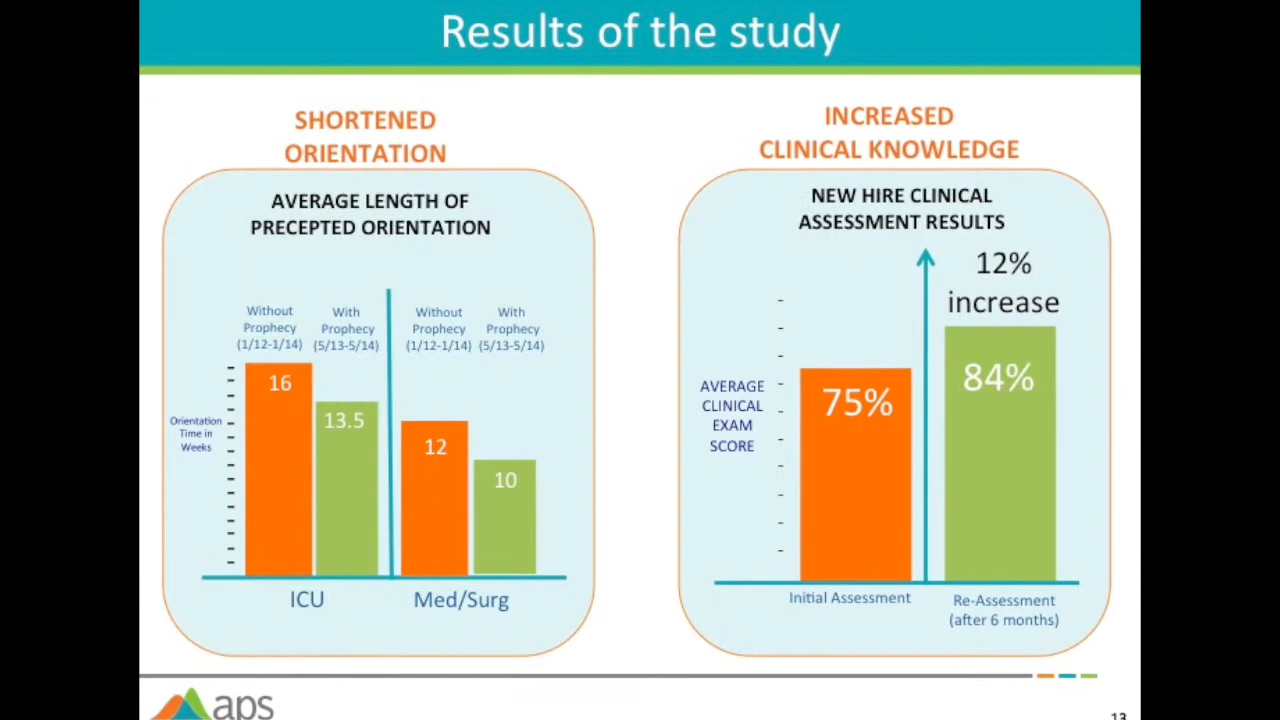 Results of the study
SHORTENED
ORIENTATION
AVERAGE LENGTH OF
PRECEPTED ORIENTATION
Without
Prophecy
(1/12-1/14)
With
Prophecy
(5/13-5/14)
Without
Prophecy
(1/12-1/14)
With
Prophecy
(5/13-5/14)
Orientation
Time in
Weeks
16
13.5
12
10
ICU
Med/Surg
INCREASED
CLINICAL KNOWLEDGE
NEW HIRE CLINICAL
ASSESSMENT RESULTS
12%
increase
AVERAGE
CLINICAL
EXAM
SCORE
75%
84%
Initial Assessment
Re-Assessment
(after 6 months)
aps
13